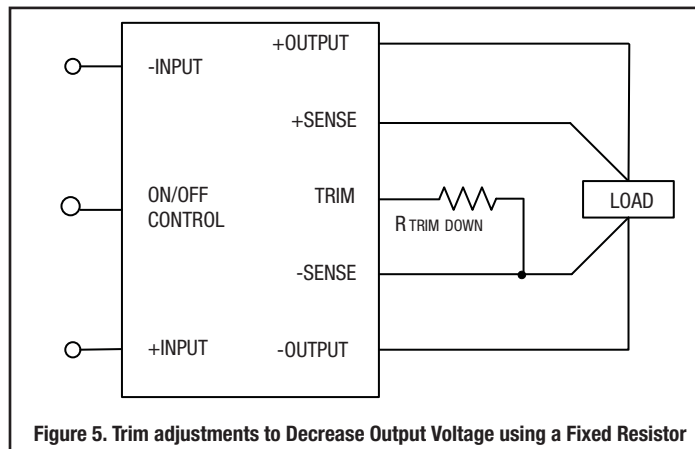 +OUTPUT
-INPUT
+SENSE
ON/OFF
CONTROL
TRIM
R TRIM DOWN
LOAD
-SENSE
+INPUT
-OUTPUT
Figure 5. Trim adjustments to Decrease Output Voltage using a Fixed Resistor